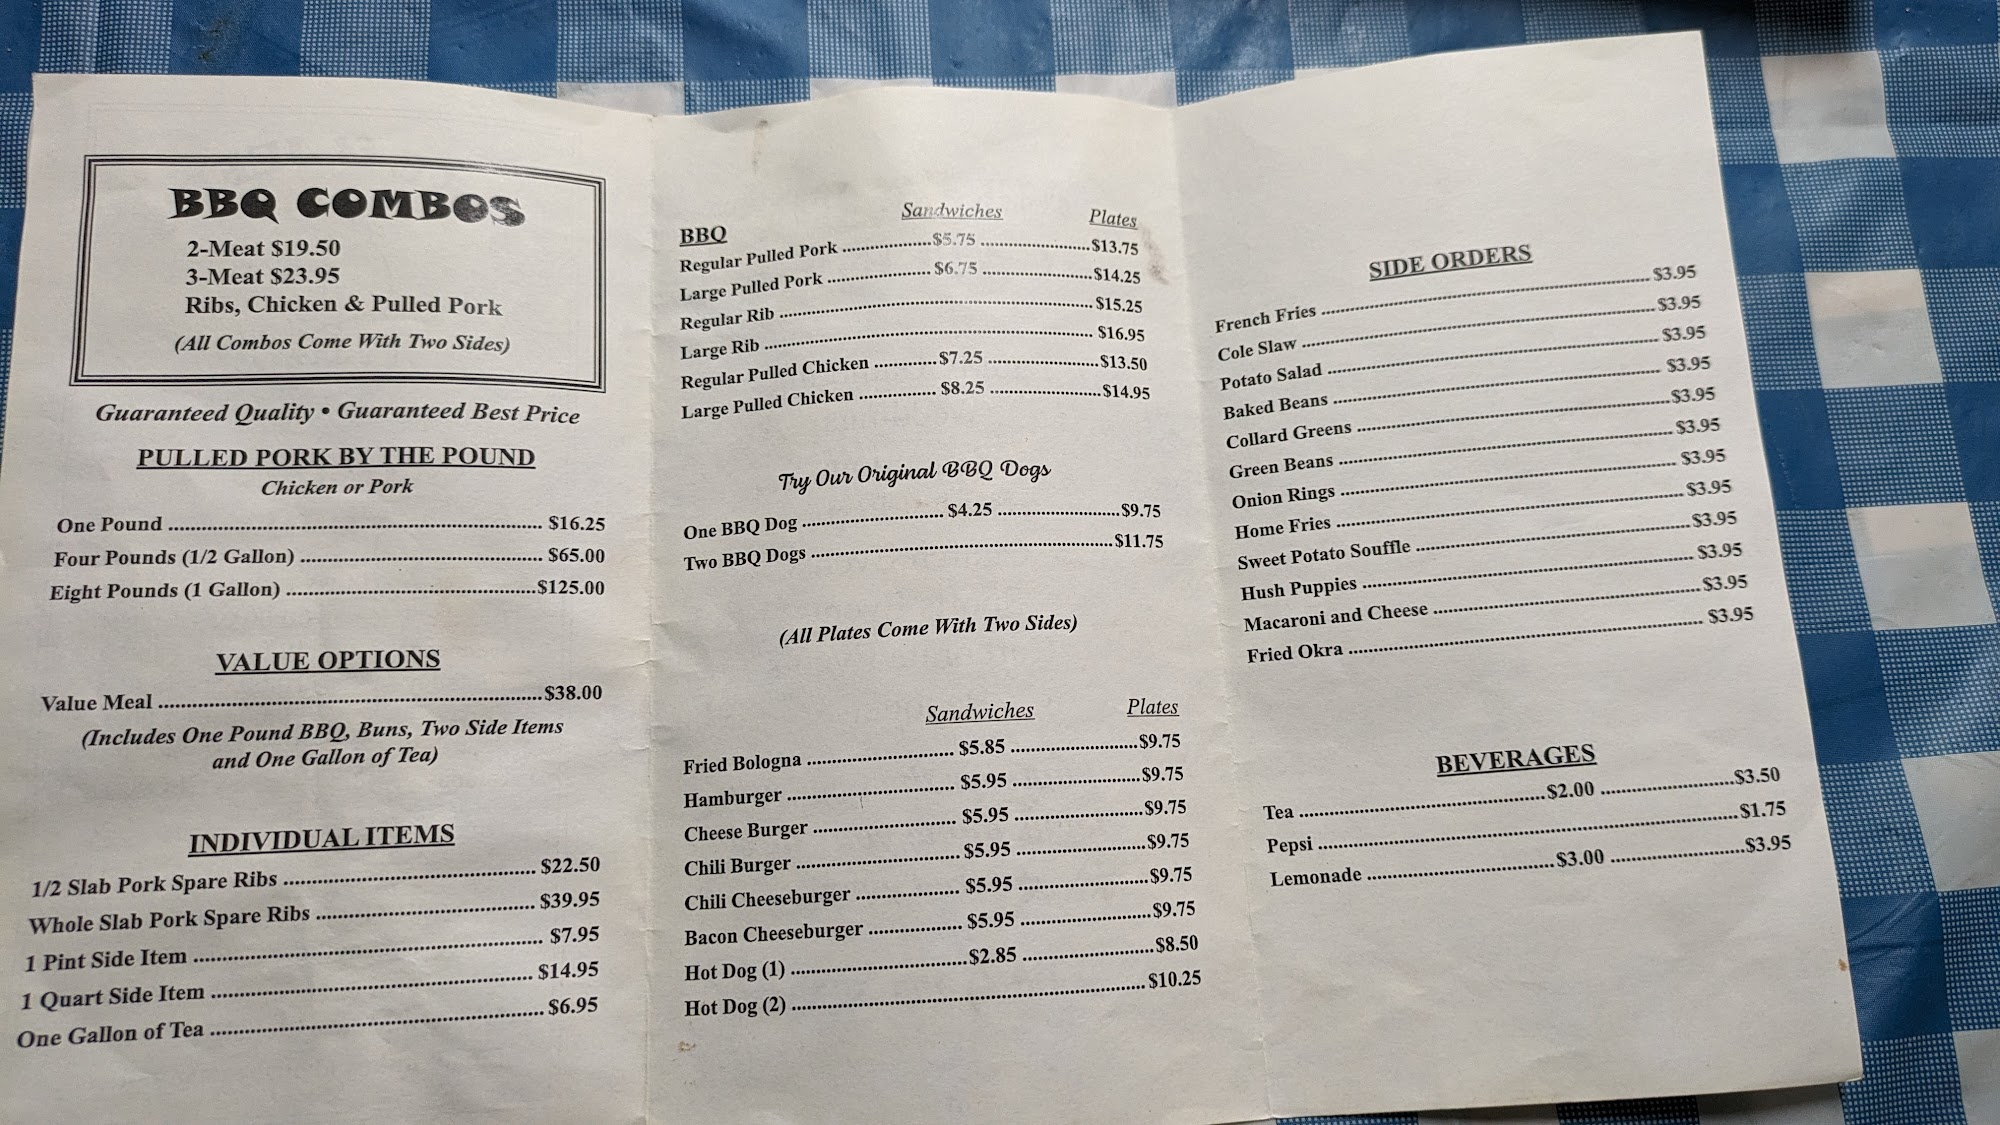 BBQ COMBOS
2-Meat $19.50
3-Meat $23.95
Ribs, Chicken & Pulled Pork
(All Combos Come With Two Sides)
Guaranteed Quality • Guaranteed Best Price
PULLED PORK BY THE POUND
Chicken or Pork
One Pound $16.25
Four Pounds (1/2 Gallon) $65.00
Eight Pounds (1 Gallon) $125.00
VALUE OPTIONS
Value Meal $38.00
(Includes One Pound BBQ, Buns, Two Side Items
and One Gallon of Tea)
INDIVIDUAL ITEMS
1/2 Slab Pork Spare Ribs $22.50
Whole Slab Pork Spare Ribs $39.95
1 Pint Side Item $7.95
1 Quart Side Item $14.95
One Gallon of Tea $6.95
BBQ Sandwiches Plates
Regular Pulled Pork $5.75 $13.75
Large Pulled Pork $6.75 $14.25
Regular Rib $15.25
Large Rib $16.95
Regular Pulled Chicken $7.25 $13.50
Large Pulled Chicken $8.25 $14.95
Try Our Original BBQ Dogs
One BBQ Dog $4.25 $9.75
Two BBQ Dogs $11.75
(All Plates Come With Two Sides)
Sandwiches Plates
Fried Bologna $5.85 $9.75
Hamburger $5.95 $9.75
Cheese Burger $5.95 $9.75
Chili Burger $5.95 $9.75
Chili Cheeseburger $5.95 $9.75
Bacon Cheeseburger $5.95 $9.75
Hot Dog (1) $2.85 $8.50
Hot Dog (2) $10.25
SIDE ORDERS
French Fries $3.95
Cole Slaw $3.95
Potato Salad $3.95
Baked Beans $3.95
Collard Greens $3.95
Green Beans $3.95
Onion Rings $3.95
Home Fries $3.95
Sweet Potato Souffle $3.95
Hush Puppies $3.95
Macaroni and Cheese $3.95
Fried Okra $3.95
BEVERAGES
Tea $2.00 $3.50
Pepsi $1.75
Lemonade $3.00 $3.95